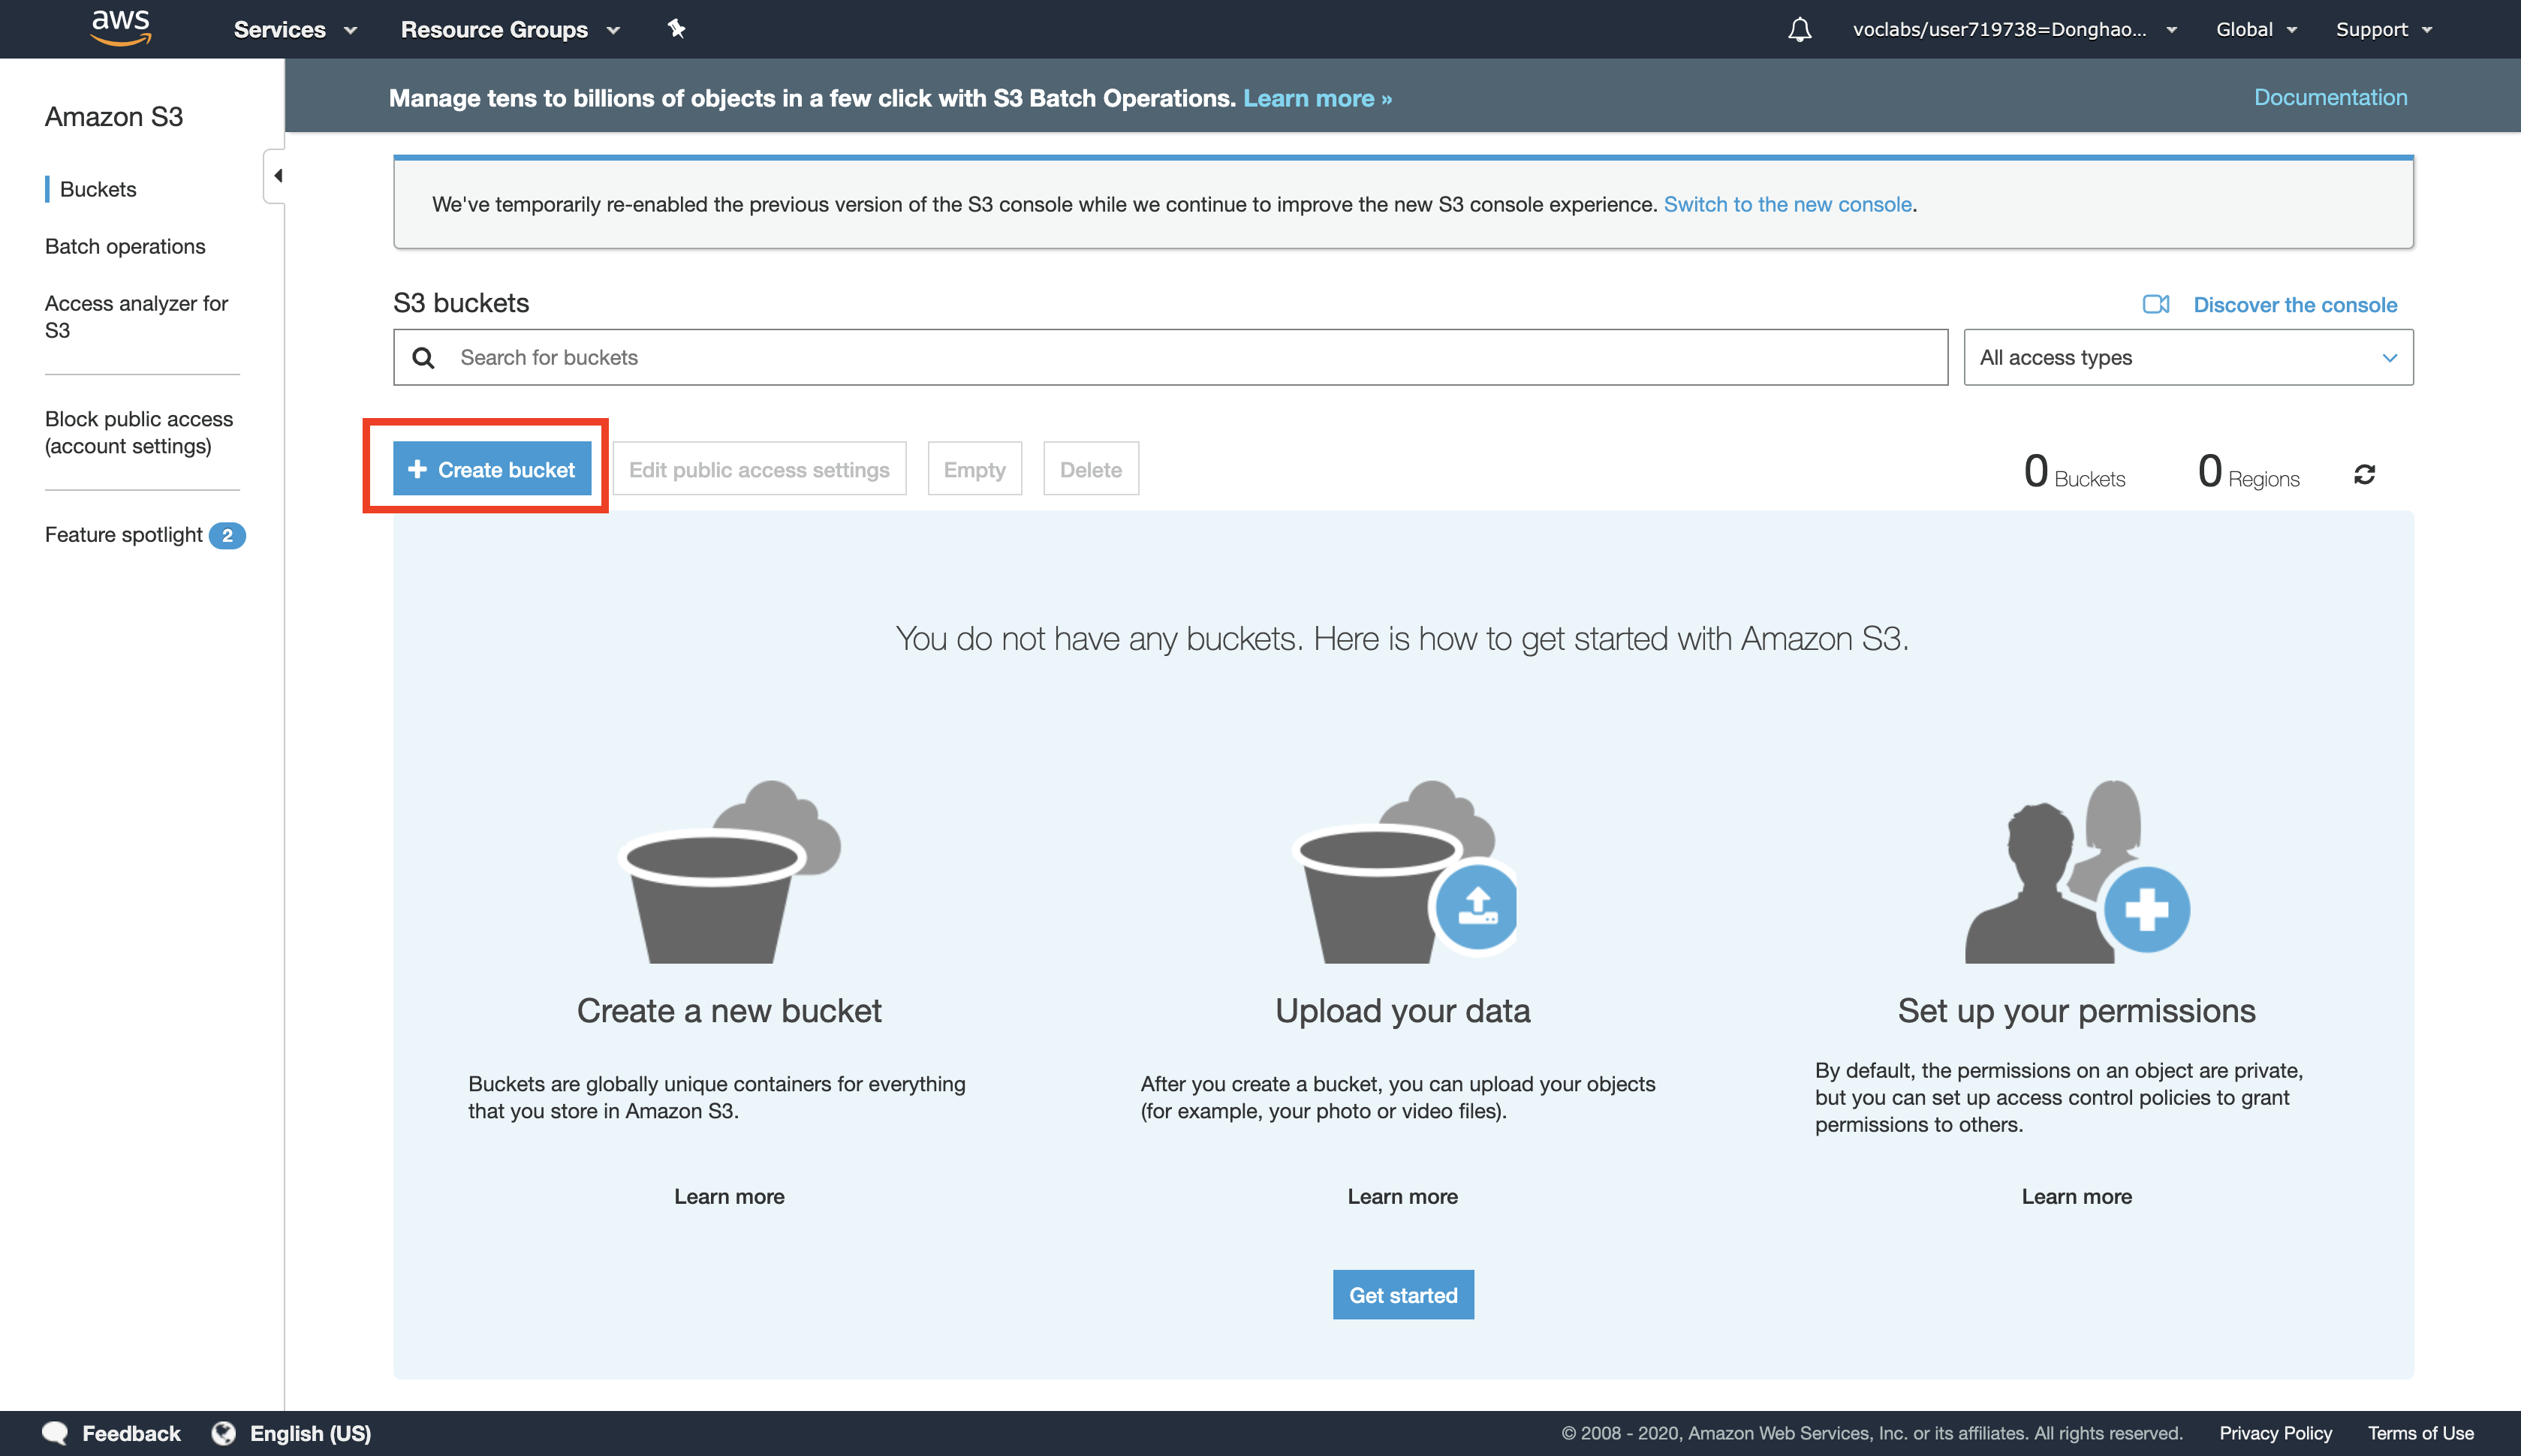 aws
Services
Resource Groups
voclabs/user719738=Donghao...
Global
Support
Amazon S3
Buckets
Batch operations
Access analyzer for
S3
Block public access
(account settings)
Feature spotlight 2
Manage tens to billions of objects in a few click with S3 Batch Operations. Learn more »
Documentation
We've temporarily re-enabled the previous version of the S3 console while we continue to improve the new S3 console experience. Switch to the new console.
S3 buckets
Discover the console
Search for buckets
All access types
Create bucket
Edit public access settings
Empty
Delete
0 Buckets
0 Regions
You do not have any buckets. Here is how to get started with Amazon S3.
Create a new bucket
Buckets are globally unique containers for everything
that you store in Amazon S3.
Learn more
Upload your data
After you create a bucket, you can upload your objects
(for example, your photo or video files).
Learn more
Set up your permissions
By default, the permissions on an object are private,
but you can set up access control policies to grant
permissions to others.
Learn more
Get started
Feedback
English (US)
© 2008 - 2020, Amazon Web Services, Inc. or its affiliates. All rights reserved.
Privacy Policy
Terms of Use